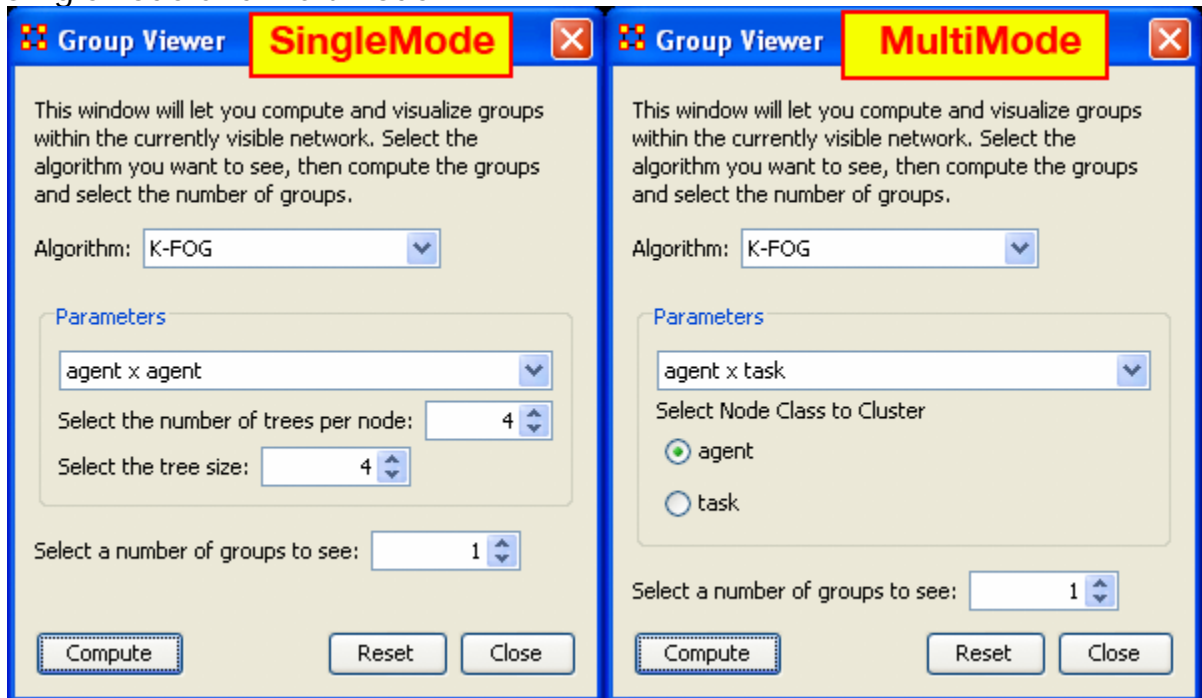 Group Viewer
SingleMode
This window will let you compute and visualize groups
within the currently visible network. Select the
algorithm you want to see, then compute the groups
and select the number of groups.
Algorithm: K-FOG
Parameters
agent x agent
Select the number of trees per node: 4
Select the tree size: 4
Select a number of groups to see: 1
Compute Reset Close
Group Viewer
MultiMode
This window will let you compute and visualize groups
within the currently visible network. Select the
algorithm you want to see, then compute the groups
and select the number of groups.
Algorithm: K-FOG
Parameters
agent x task
Select Node Class to Cluster
agent
task
Select a number of groups to see: 1
Compute Reset Close